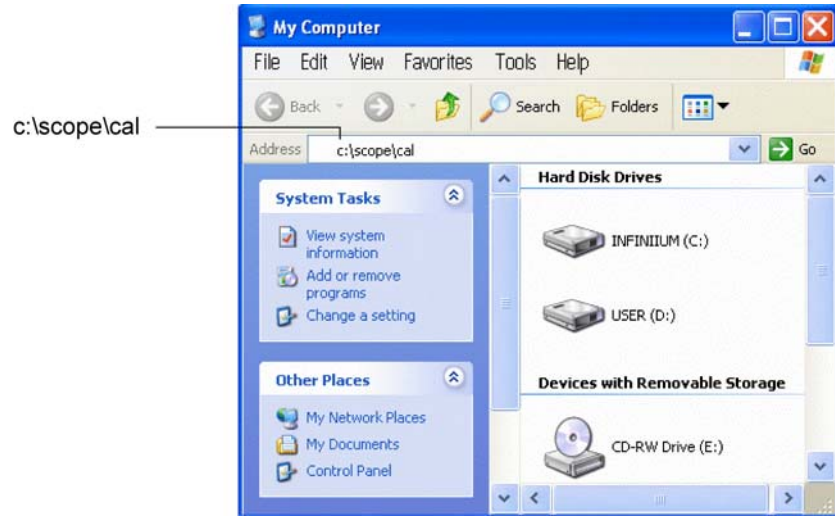 My Computer
File Edit View Favorites Tools Help
Back Search Folders
c:\scope\cal
Address c:\scope\cal Go
System Tasks
View system
information
Add or remove
programs
Change a setting
Other Places
My Network Places
My Documents
Control Panel
Hard Disk Drives
INFINIIUM (C:)
USER (D:)
Devices with Removable Storage
CD-RW Drive (E:)